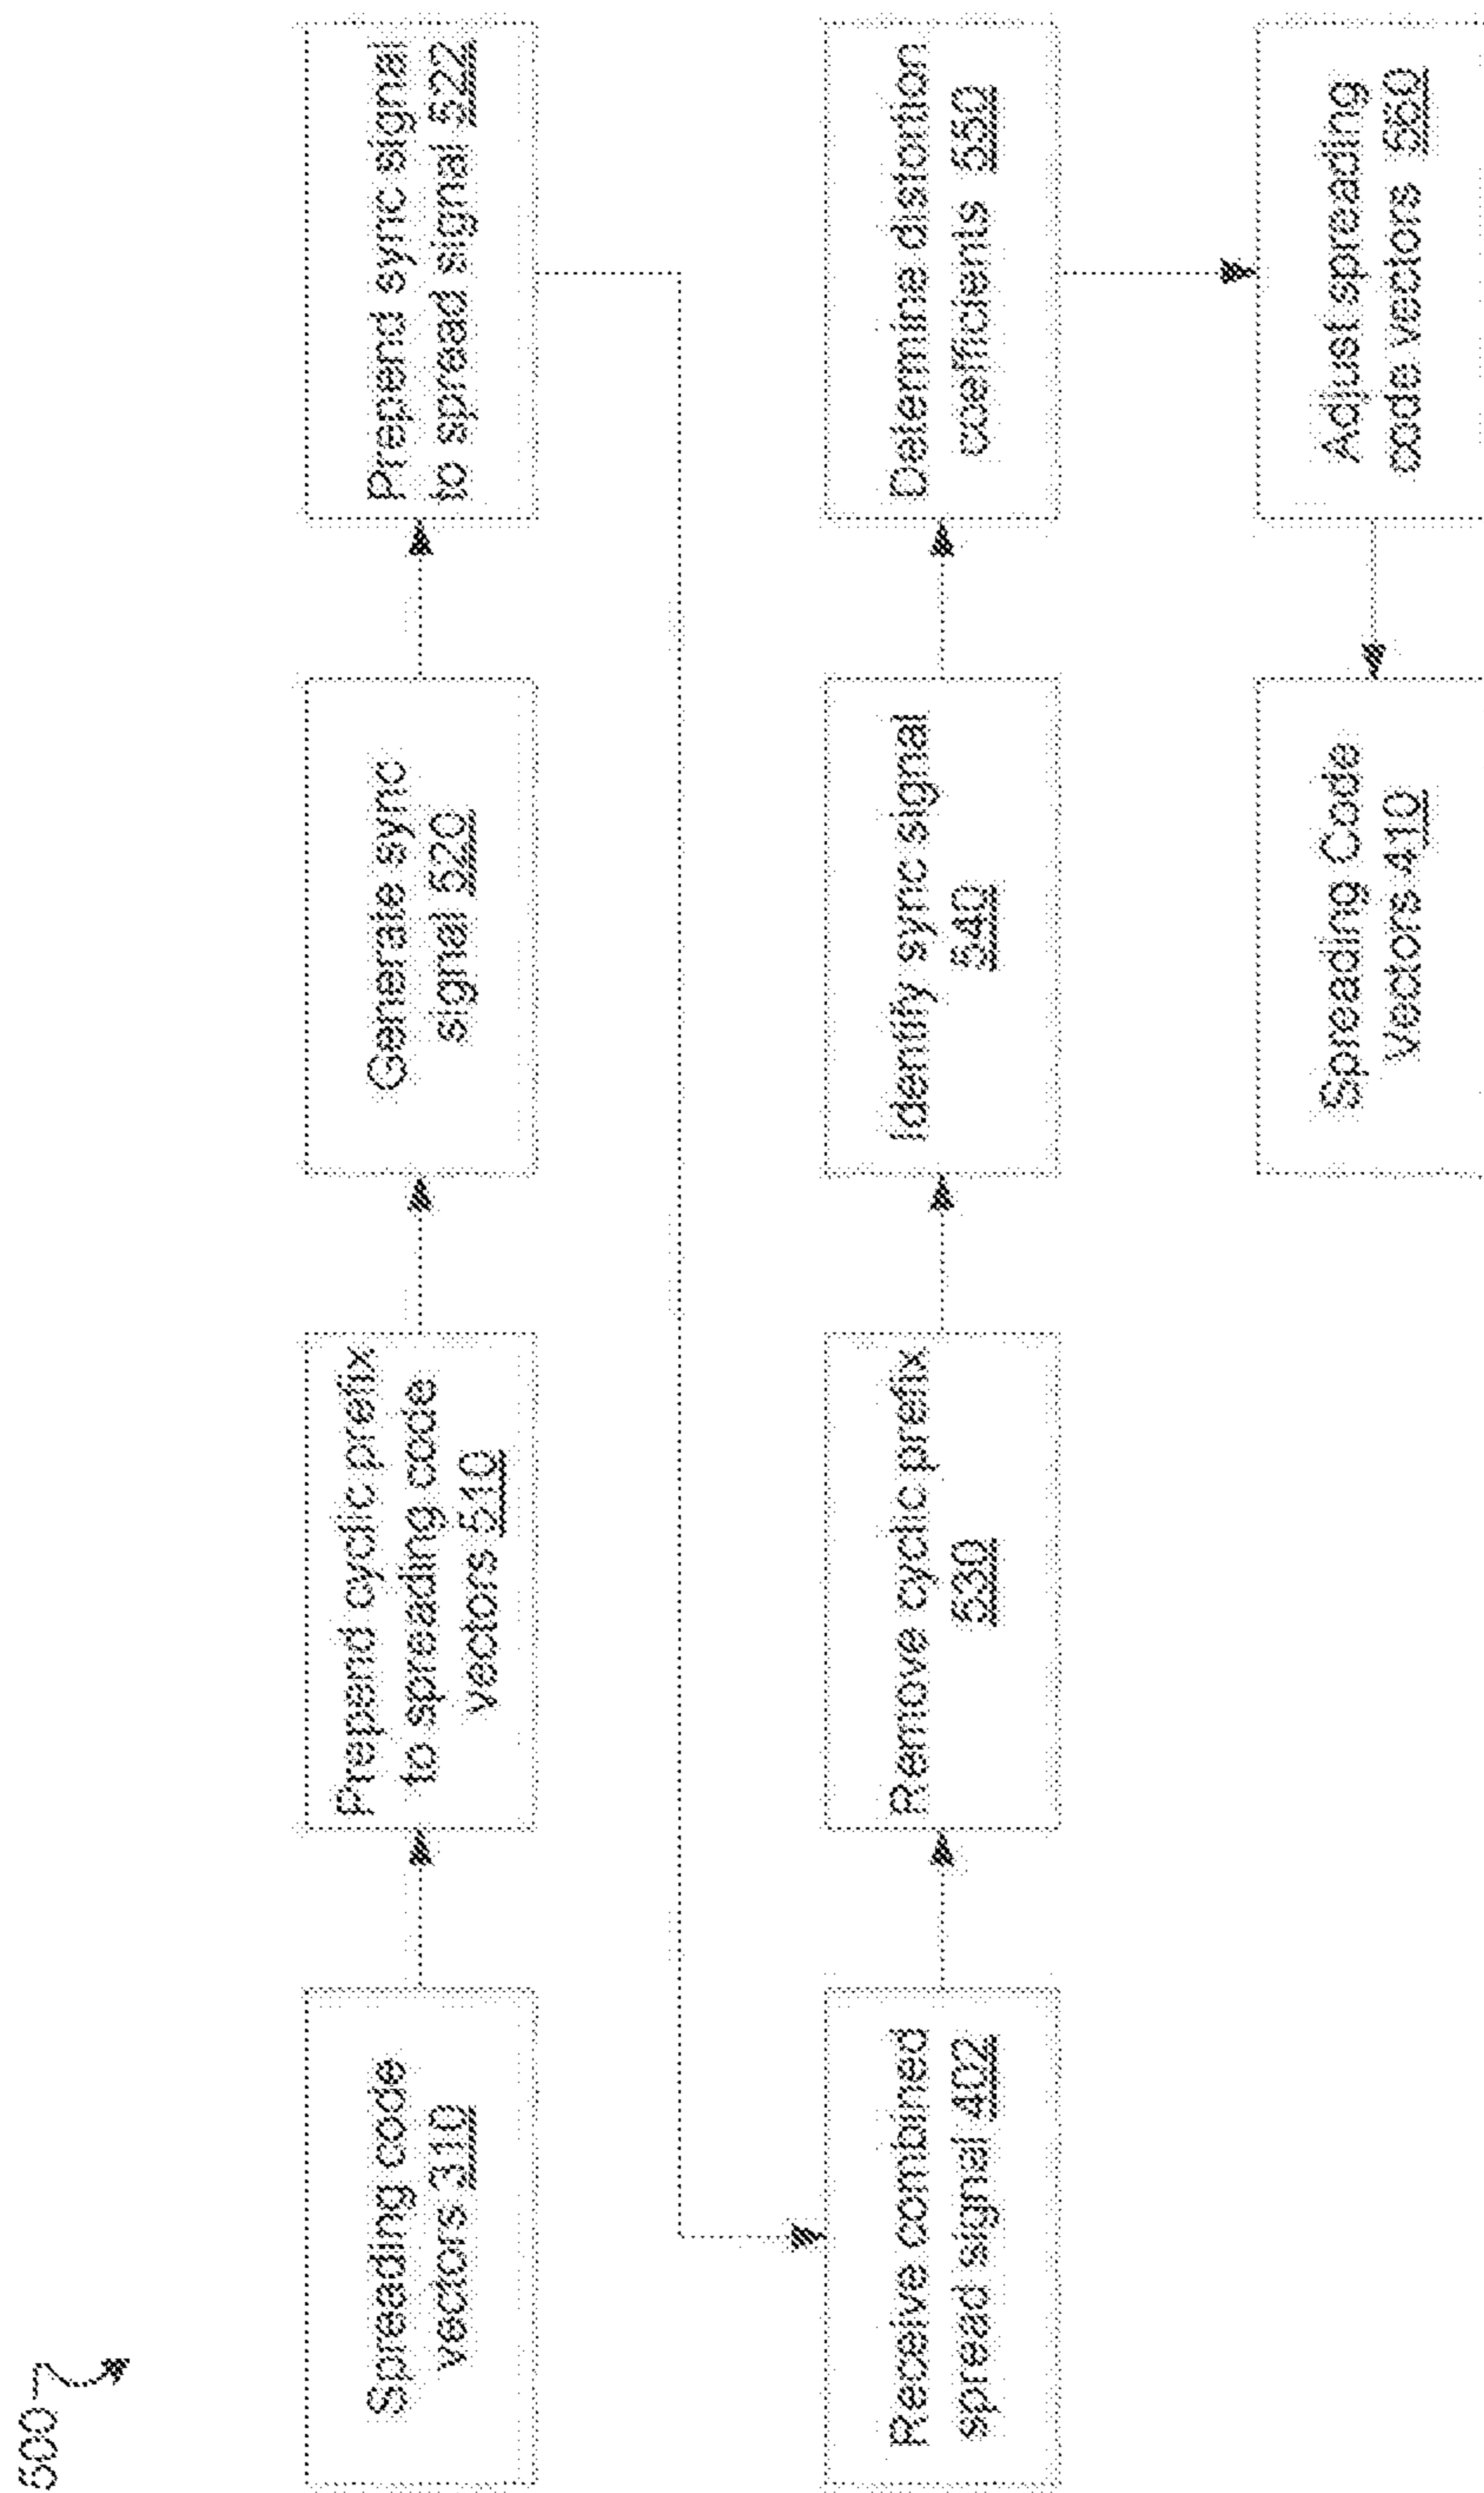 500
Spreading code
vectors 310
Prepend cyclic prefix
to spreading code
vectors 510
Generate sync
signal 520
Prepend sync signal
to spread signal 522
Receive combined
spread signal 402
Remove cyclic prefix
530
Identify sync signal
540
Determine distortion
coefficients 550
Adjust spreading
code vectors 560
Spreading Code
Vectors 410